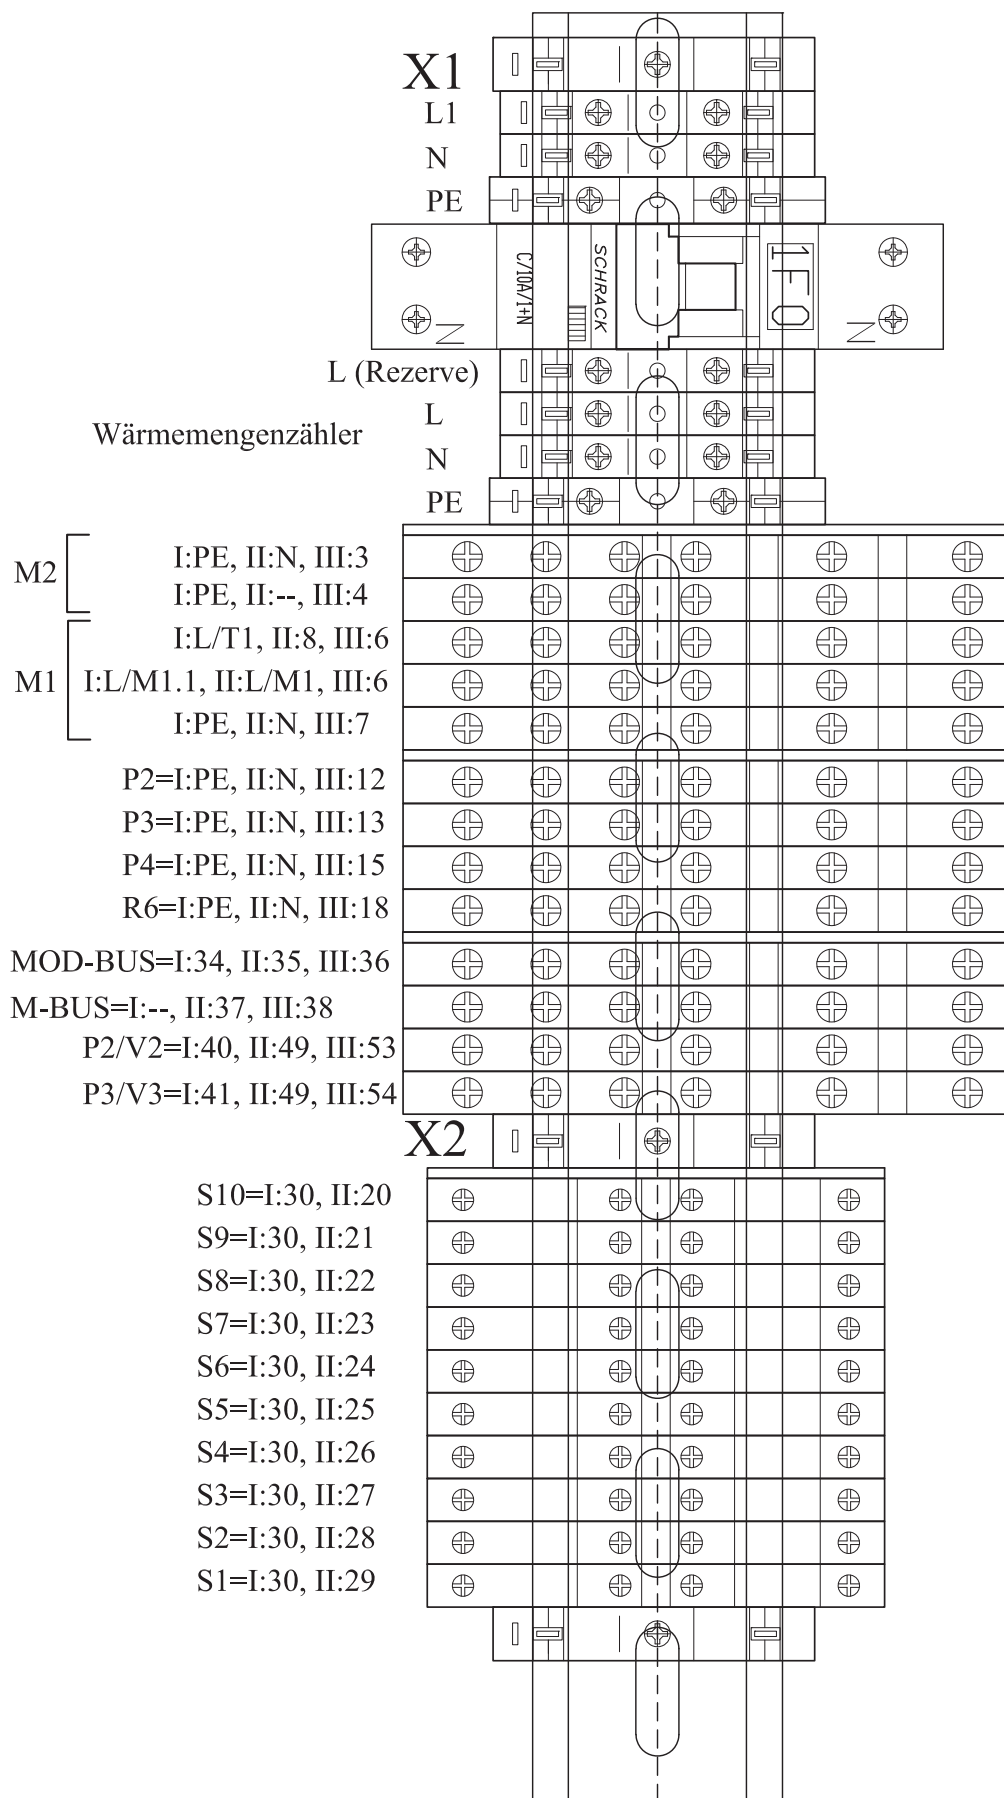 X1
L1
N
PE
C/10A/1+N
SCHRACK
1F0
N
N
L (Rezerve)
L
Wärmemengenzähler
N
PE
M2
I:PE, II:N, III:3
I:PE, II:--, III:4
M1
I:L/T1, II:8, III:6
I:L/M1.1, II:L/M1, III:6
I:PE, II:N, III:7
P2=I:PE, II:N, III:12
P3=I:PE, II:N, III:13
P4=I:PE, II:N, III:15
R6=I:PE, II:N, III:18
MOD-BUS=I:34, II:35, III:36
M-BUS=I:--, II:37, III:38
P2/V2=I:40, II:49, III:53
P3/V3=I:41, II:49, III:54
X2
S10=I:30, II:20
S9=I:30, II:21
S8=I:30, II:22
S7=I:30, II:23
S6=I:30, II:24
S5=I:30, II:25
S4=I:30, II:26
S3=I:30, II:27
S2=I:30, II:28
S1=I:30, II:29